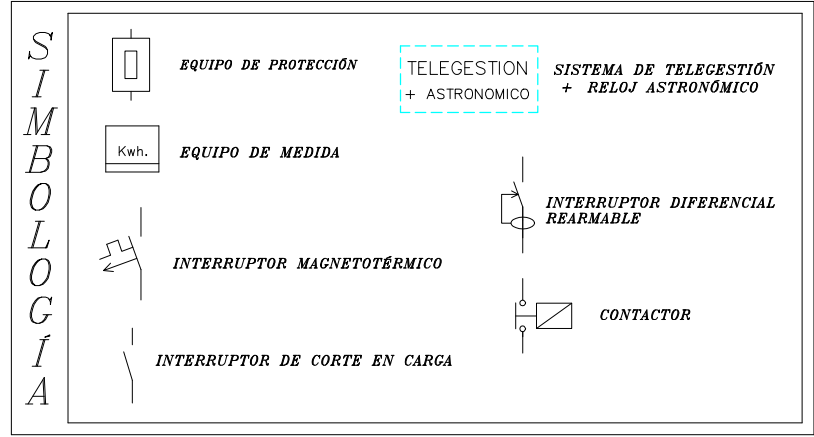 SIMBOLOGÍA
EQUIPO DE PROTECCIÓN
Kwh.
EQUIPO DE MEDIDA
INTERRUPTOR MAGNETOTÉRMICO
INTERRUPTOR DE CORTE EN CARGA
TELEGESTION
+ ASTRONOMICO
SISTEMA DE TELEGESTIÓN
+ RELOJ ASTRONÓMICO
INTERRUPTOR DIFERENCIAL
REARMABLE
CONTACTOR